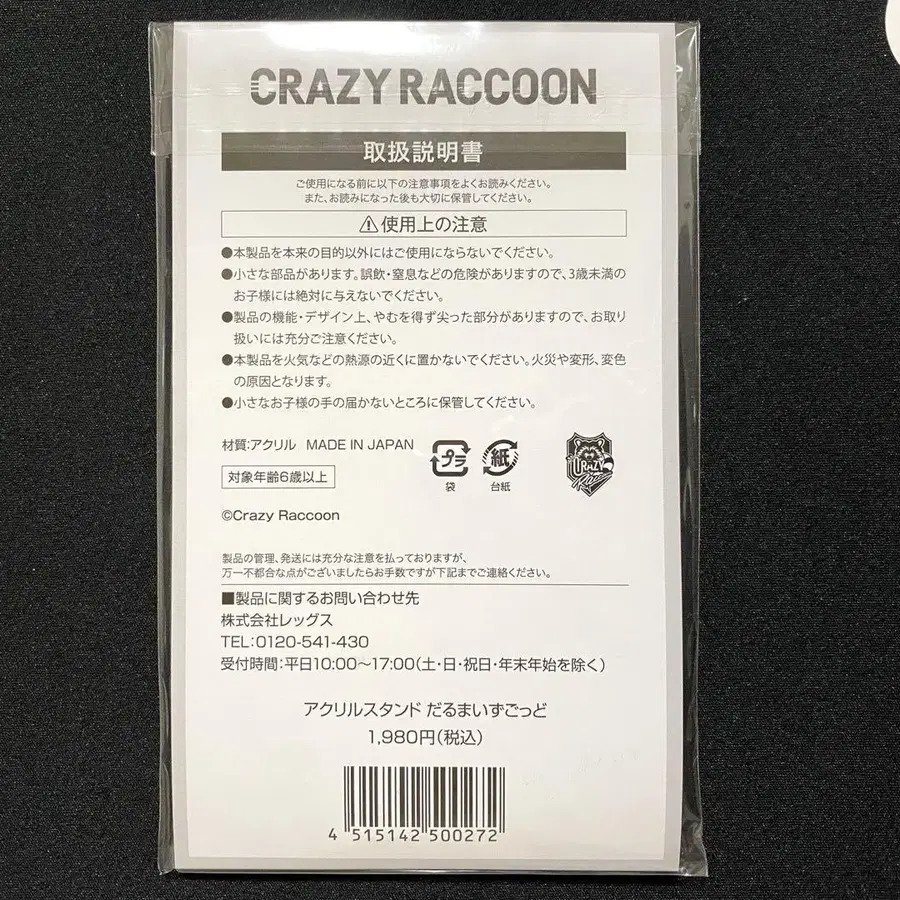 CRAZY RACCOON
取扱説明書
ご使用になる前に以下の注意事項をよくお読みください。
また、お読みになった後も大切に保管してください。
⚠使用上の注意
●本製品を本来の目的以外にはご使用にならないでください。
●小さな部品があります。誤飲・窒息などの危険がありますので、3歳未満の
お子様には絶対に与えないでください。
●製品の機能・デザイン上、やむを得ず尖った部分がありますので、お取り
扱いには充分ご注意ください。
●本製品を火気などの熱源の近くに置かないでください。火災や変形、変色
の原因となります。
●小さなお子様の手の届かないところに保管してください。
材質:アクリル MADE IN JAPAN
プラ
袋
紙
台紙
CRAZY
対象年齢6歳以上
©Crazy Raccoon
製品の管理、発送には充分な注意を払っておりますが、
万一不都合な点がございましたらお手数ですが下記までご連絡ください。
■製品に関するお問い合わせ先
株式会社レッグス
TEL:0120-541-430
受付時間:平日10:00〜17:00(土・日・祝日・年末年始を除く)
アクリルスタンド だるまいずごっど
1,980円(税込)
4 515142 500272